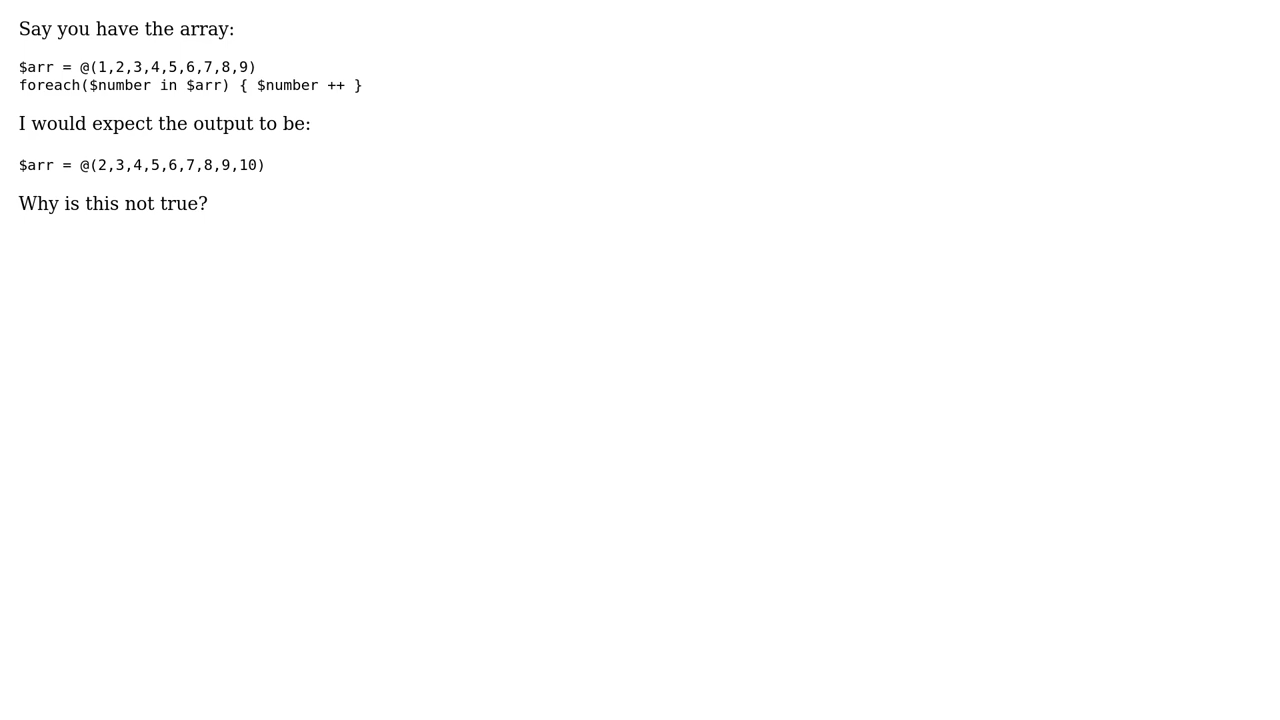 Say you have the array:
$arr = @(1,2,3,4,5,6,7,8,9)
foreach($number in $arr) { $number ++ }
I would expect the output to be:
$arr = @(2,3,4,5,6,7,8,9,10)
Why is this not true?